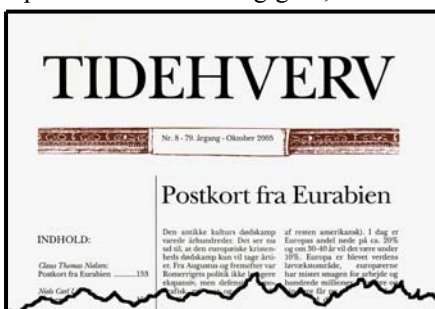 TIDEHVERV
Nr. 8 - 79. årgang - Oktober 2005
Postkort fra Eurabien
INDHOLD:
Claus Thomas Nielsen:
Postkort fra Eurabien .......... 153
Niels Carl
Den antikke kulturs dødskamp
varede århundreder. Det ser nu
ud til, at den europæiske kristen-
heds dødskamp kun vil tage årti-
er. Fra Augustus og fremefter var
Romerrigets politik ikke længere
ekspansiv, men
af resten amerikansk). I dag er
Europas andel nede på ca. 20%
og om 30-40 år vil det være under
10%. Europa er blevet verdens
lavvækstområde, europæerne
har mistet smagen for arbejde og
hundrede millioner